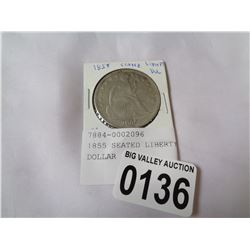 7884-0002096
1855 SEATED LIBERTY
DOLLAR
BIG VALLEY AUCTION
0136